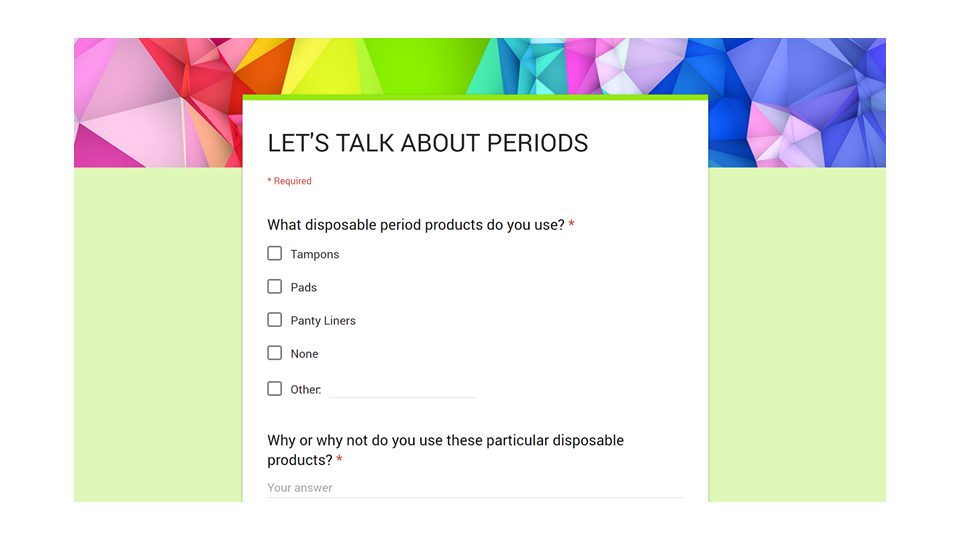 LET'S TALK ABOUT PERIODS
* Required
What disposable period products do you use? *
Tampons
Pads
Panty Liners
None
Other:
Why or why not do you use these particular disposable
products? *
Your answer